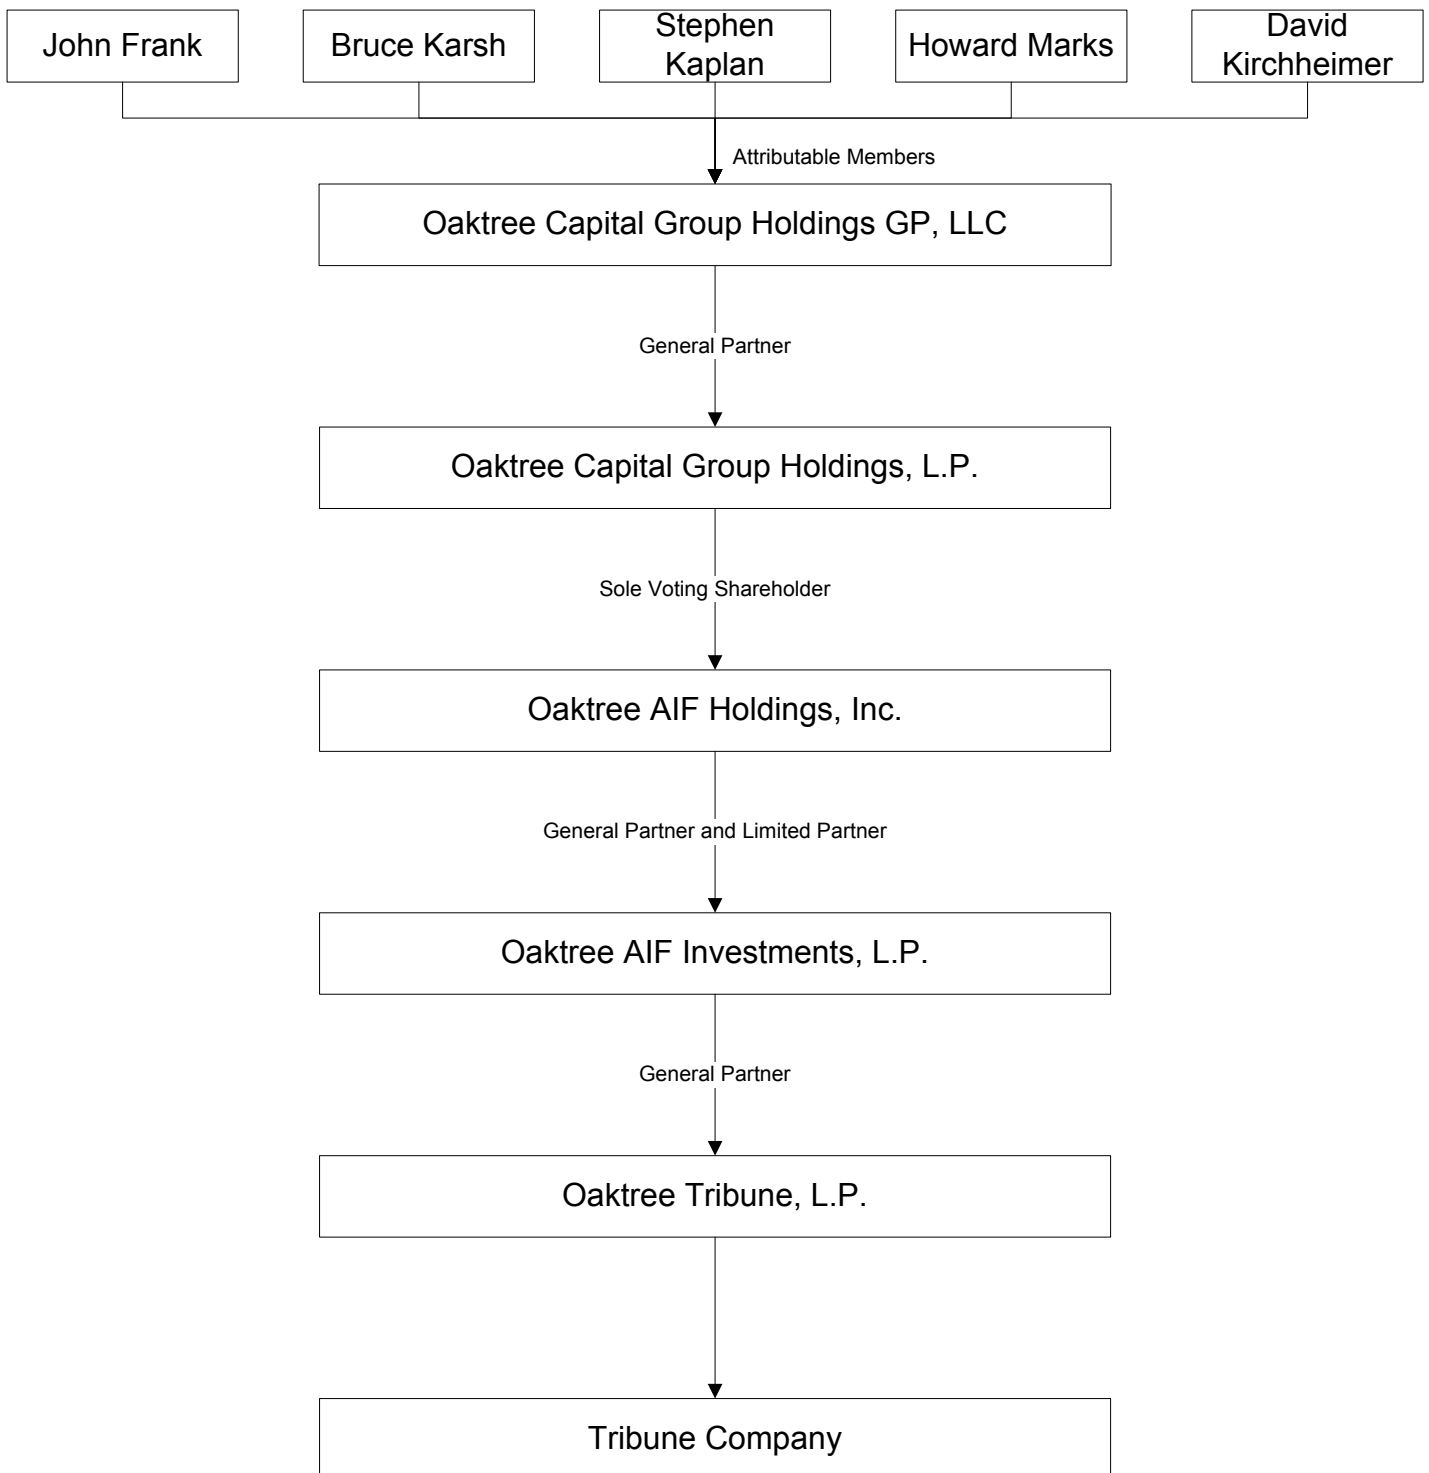 John Frank
Bruce Karsh
Stephen
Kaplan
Howard Marks
David
Kirchheimer
Attributable Members
Oaktree Capital Group Holdings GP, LLC
General Partner
Oaktree Capital Group Holdings, L.P.
Sole Voting Shareholder
Oaktree AIF Holdings, Inc.
General Partner and Limited Partner
Oaktree AIF Investments, L.P.
General Partner
Oaktree Tribune, L.P.
Tribune Company